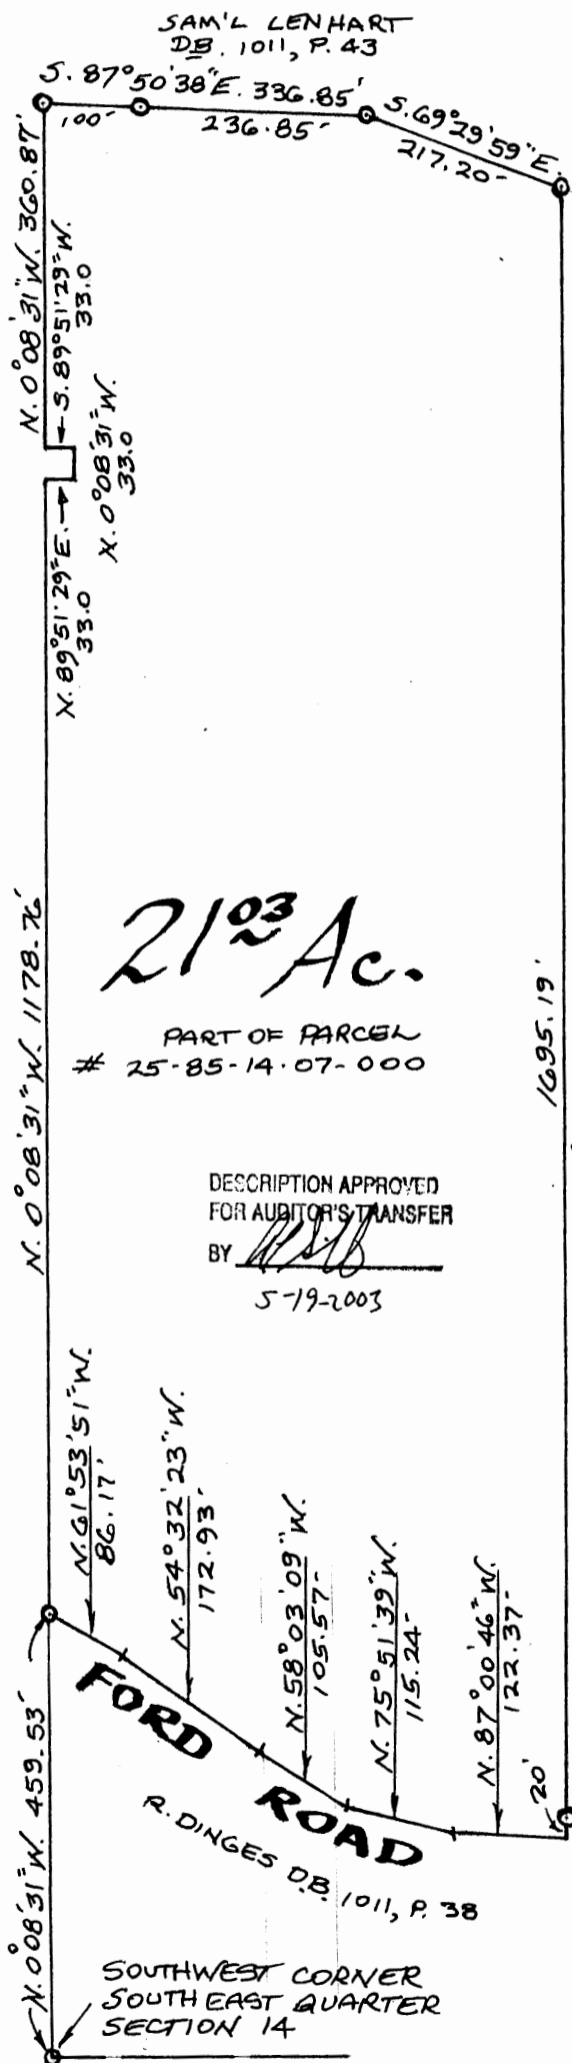 SAM'L LENHART
DB. 1011, P. 43
S. 87°50'38"E. 336.85'
100'
236.85'
S. 69°29'59"E.
217.20'
N. 0°08'31"W. 360.87'
S. 89°51'29"W.
33.0
N. 0°08'31"W.
33.0
N. 89°51'29"E.
33.0
N. 0°08'31"W. 1178.76'
21 03 Ac.
PART OF PARCEL
# 25-85-14.07-000
1695.19'
DESCRIPTION APPROVED
FOR AUDITOR'S TRANSFER
BY
5-19-2003
N. 61°53'51"W.
86.17'
N. 54°32'23"W.
172.93'
N. 58°03'09"W.
105.57'
N. 75°51'39"W.
115.24'
N. 87°00'46"W.
122.37'
20'
FORD ROAD
R. DINGES D.B. 1011, P. 38
N. 0°08'31"W. 459.53'
SOUTHWEST CORNER
SOUTH EAST QUARTER
SECTION 14